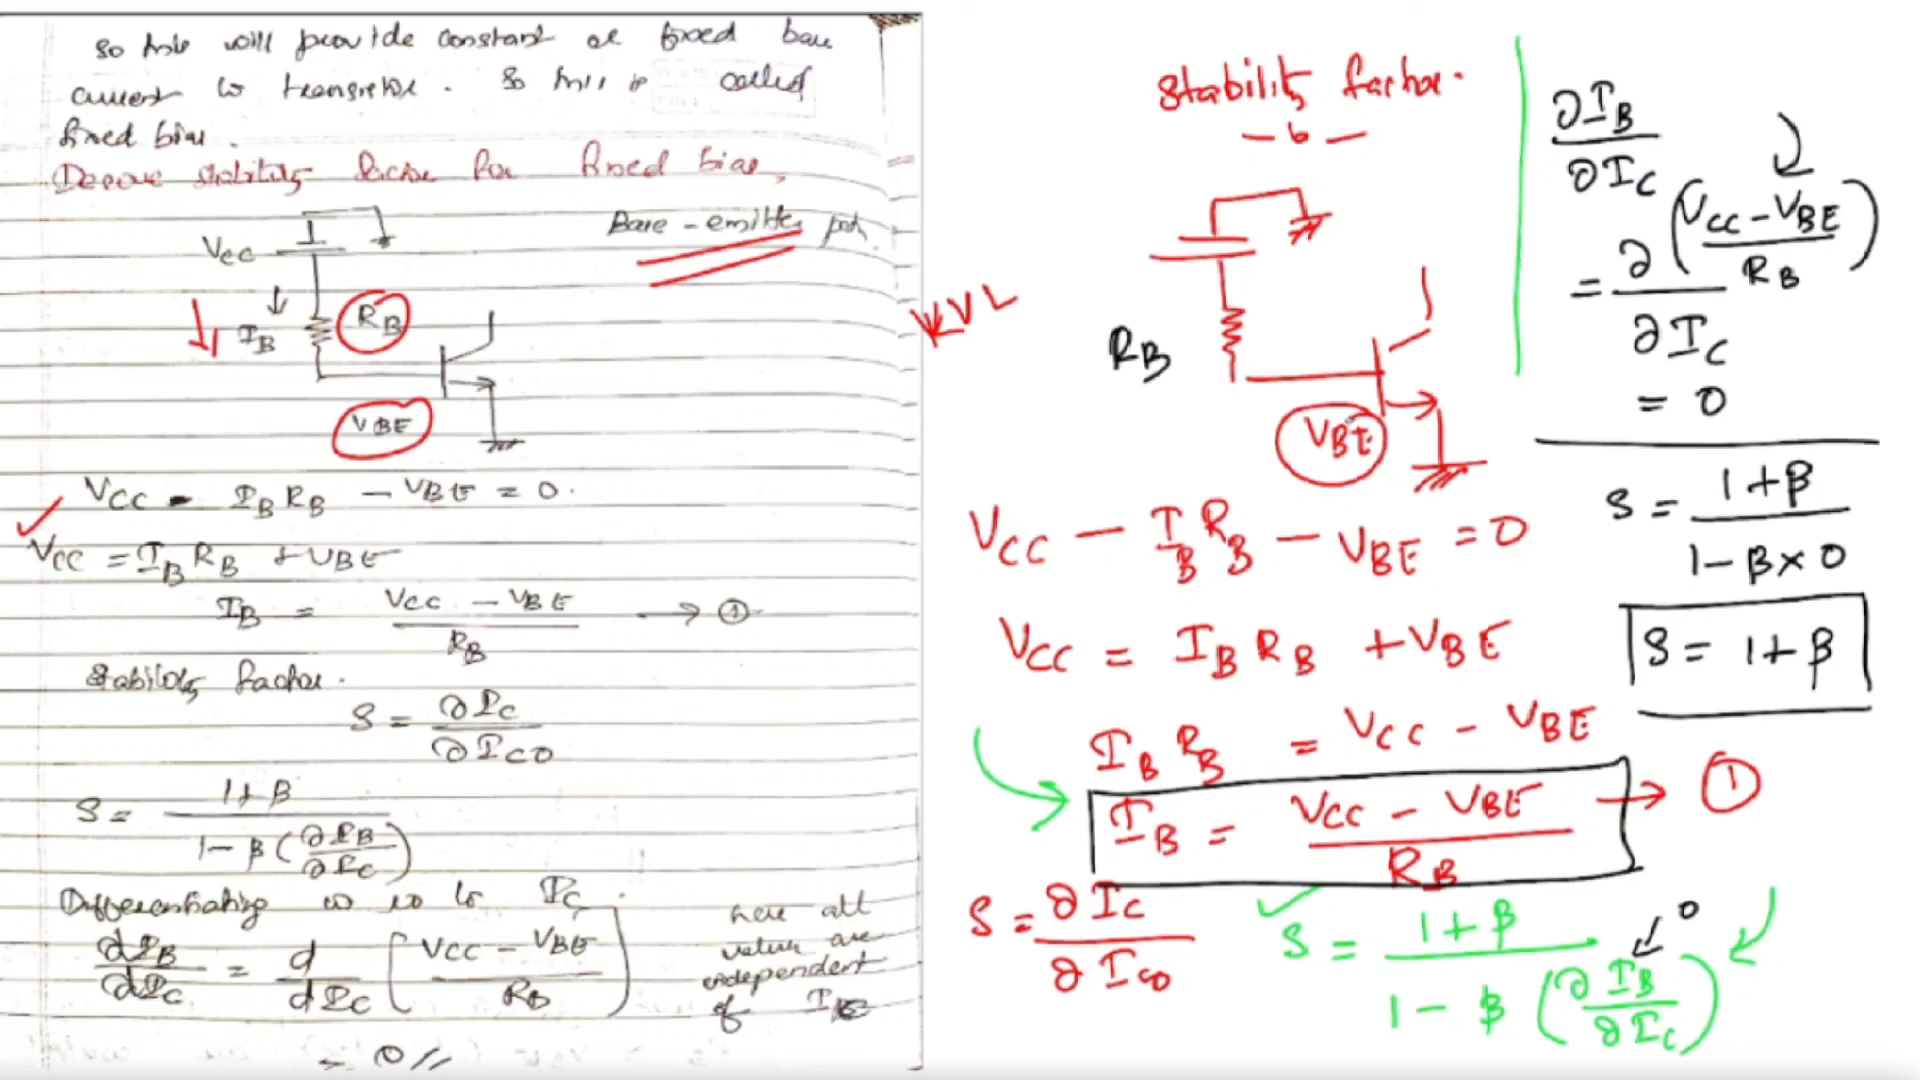 so this will provide constant or fixed base
current to transistor. So this is called
fixed bias.
Derive stability factor for fixed bias.
Base-emitter path
VCC
IB
RB
VBE
VCC - IB RB - VBE = 0.
VCC = IB RB + VBE
IB = (VCC - VBE) / RB → ①
Stability factor.
S = ∂IC / ∂ICO
S = (1+β) / (1-β(∂IB/∂IC))
Differentiating w r to IC.
dIB/dIC = d/dIC [(VCC - VBE) / RB]
= 0 //
here all
values are
independent
of
Stability factor.
KVL
RB
VBE
VCC - IB RB - VBE = 0
VCC = IB RB + VBE
IB RB = VCC - VBE
IB = (VCC - VBE) / RB → ①
S = ∂IC / ∂ICO
S = (1+β) / (1 - β(∂IB/∂IC))
0
∂IB/∂IC
= ∂/∂IC ((VCC - VBE) / RB)
= 0
S = (1+β) / (1 - β×0)
S = 1+β